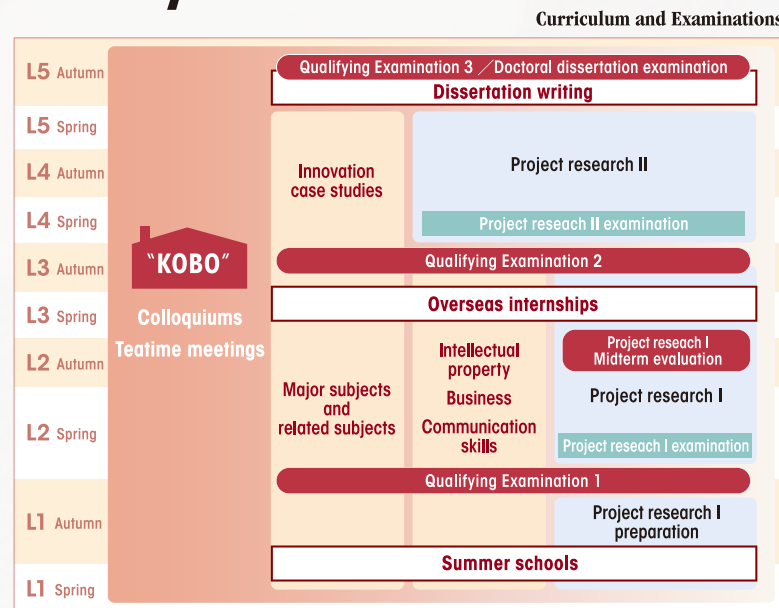 Curriculum and Examinations
L5 Autumn
Qualifying Examination 3 ／Doctoral dissertation examination
Dissertation writing
L5 Spring
L4 Autumn
Innovation
case studies
Project research II
L4 Spring
Project reseach II examination
L3 Autumn
"KOBO"
Qualifying Examination 2
L3 Spring
Colloquiums
Teatime meetings
Overseas internships
L2 Autumn
Intellectual
property
Project reseach I
Midterm evaluation
Major subjects
and
related subjects
Business
Project research I
L2 Spring
Communication
skills
Project reseach I examination
Qualifying Examination 1
L1 Autumn
Project research I
preparation
Summer schools
L1 Spring